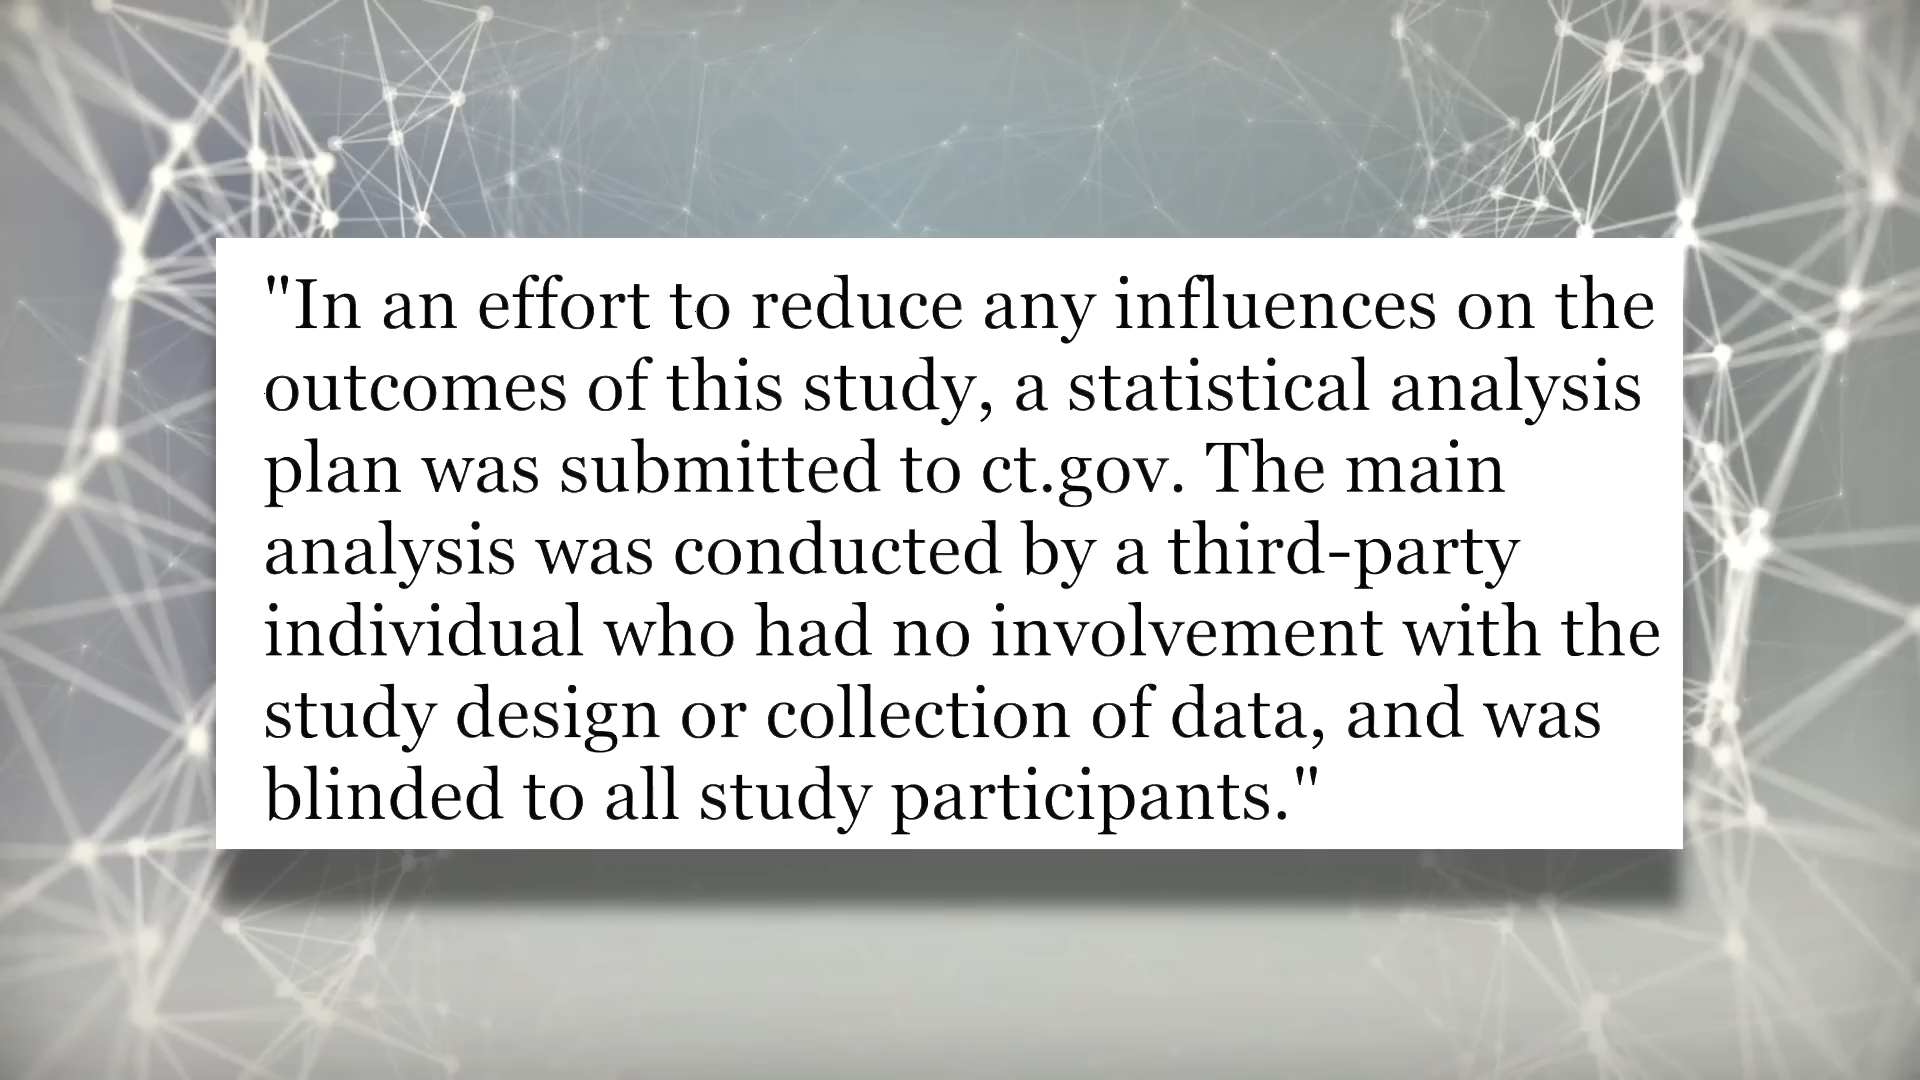 "In an effort to reduce any influences on the
outcomes of this study, a statistical analysis
plan was submitted to ct.gov. The main
analysis was conducted by a third-party
individual who had no involvement with the
study design or collection of data, and was
blinded to all study participants."